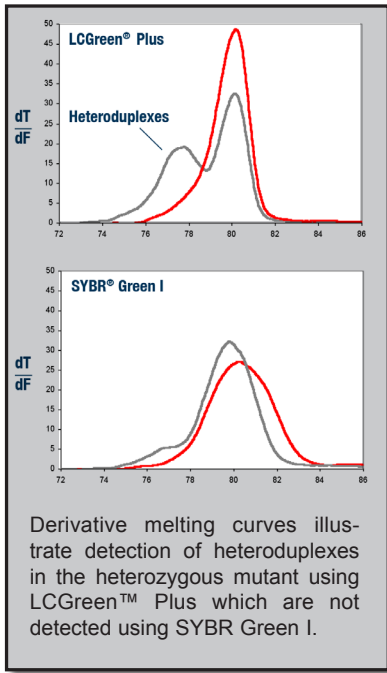 LCGreen® Plus
50
45
40
35
30
25
20
15
10
5
0
dT
dF
Heteroduplexes
72 74 76 78 80 82 84 86
SYBR® Green I
50
45
40
35
30
25
20
15
10
5
0
dT
dF
72 74 76 78 80 82 84 86
Derivative melting curves illus-
trate detection of heteroduplexes
in the heterozygous mutant using
LCGreen™ Plus which are not
detected using SYBR Green I.